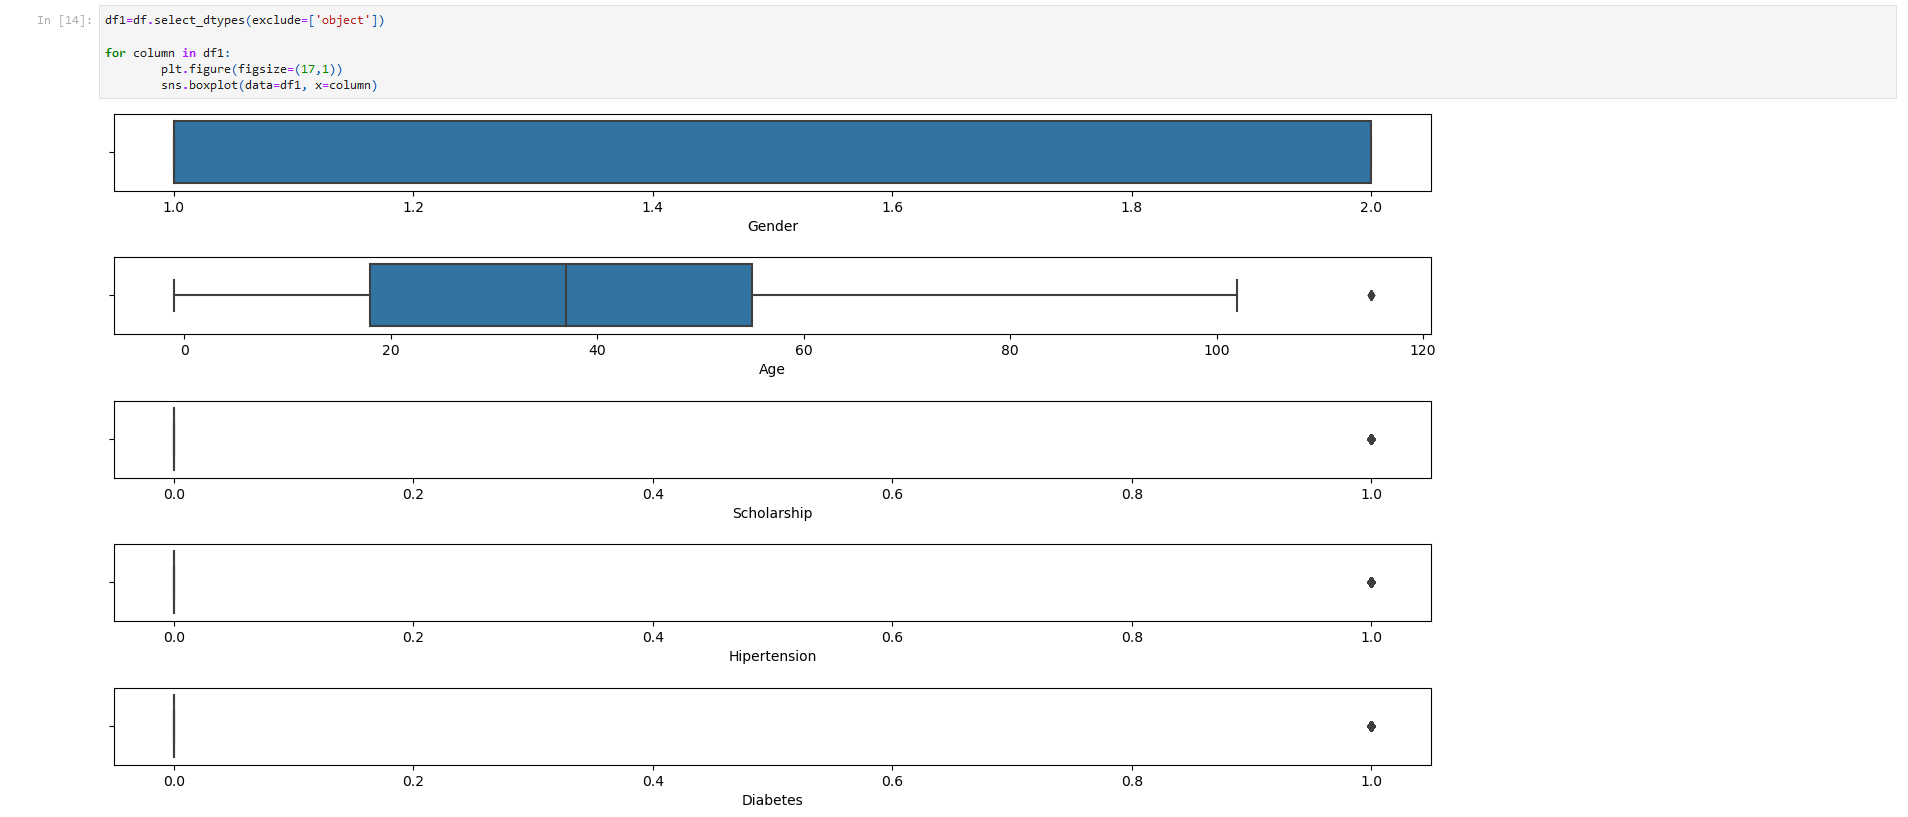 In [14]: df1=df.select_dtypes(exclude=['object'])
for column in df1:
plt.figure(figsize=(17,1))
sns.boxplot(data=df1, x=column)
1.0 1.2 1.4 1.6 1.8 2.0
Gender
0 20 40 60 80 100 120
Age
0.0 0.2 0.4 0.6 0.8 1.0
Scholarship
0.0 0.2 0.4 0.6 0.8 1.0
Hipertension
0.0 0.2 0.4 0.6 0.8 1.0
Diabetes